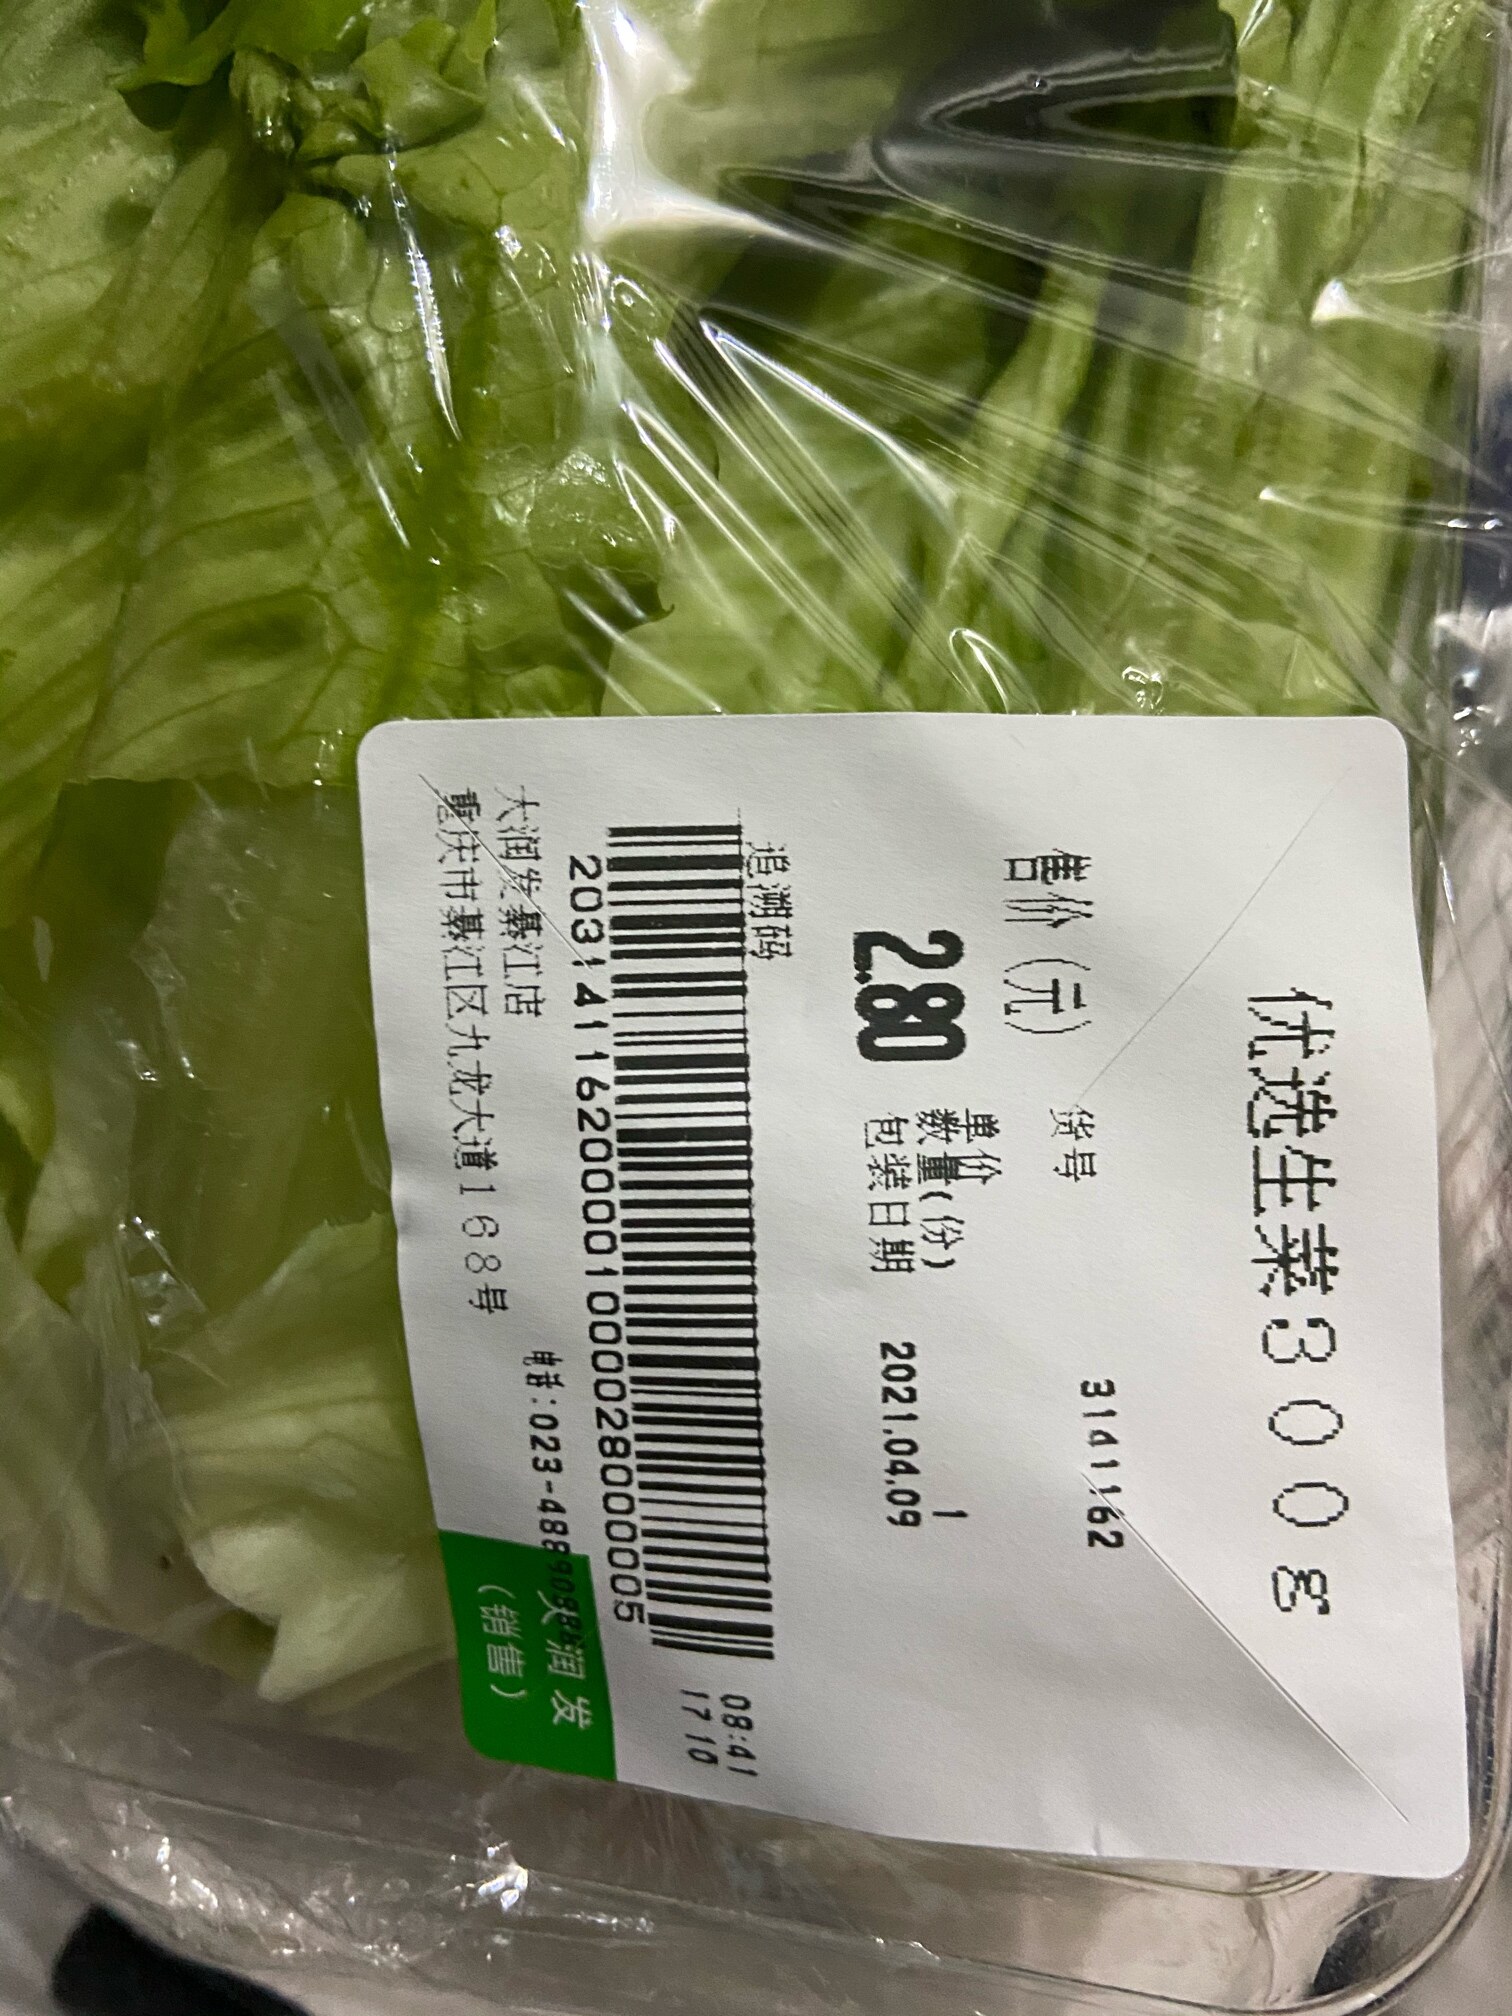 优选生菜300g
货号 3141162
售价(元)
单价
2.80
数量(份) 1
包装日期 2021.04.09
追溯码
08:41
1710
2031411620000100002800005
大润发綦江店
电话:023-48890884
重庆市綦江区九龙大道168号
大润发
(销售)